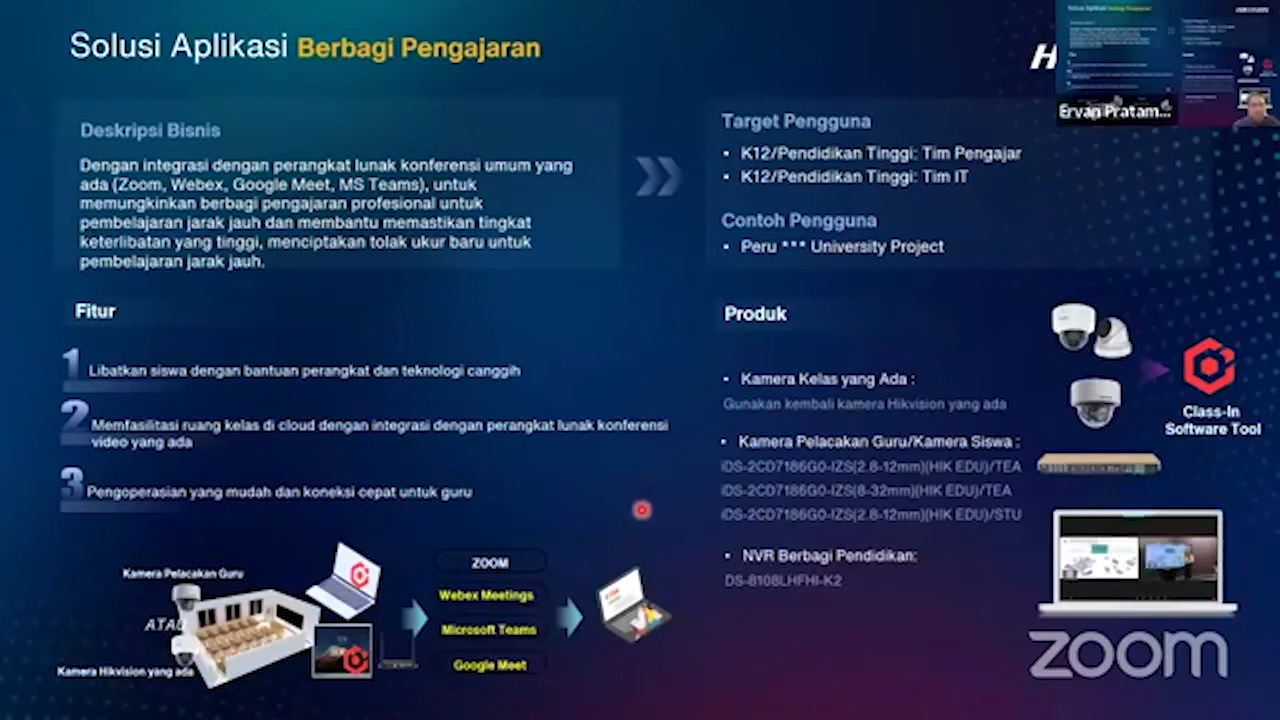 Solusi Aplikasi Berbagi Pengajaran
H
Ervan Pratam...
Deskripsi Bisnis
Dengan integrasi dengan perangkat lunak konferensi umum yang
ada (Zoom, Webex, Google Meet, MS Teams), untuk
memungkinkan berbagi pengajaran profesional untuk
pembelajaran jarak jauh dan membantu memastikan tingkat
keterlibatan yang tinggi, menciptakan tolak ukur baru untuk
pembelajaran jarak jauh.
Target Pengguna
• K12/Pendidikan Tinggi: Tim Pengajar
• K12/Pendidikan Tinggi: Tim IT
Contoh Pengguna
• Peru *** University Project
Fitur
1 Libatkan siswa dengan bantuan perangkat dan teknologi canggih
2 Memfasilitasi ruang kelas di cloud dengan integrasi dengan perangkat lunak konferensi
video yang ada
3 Pengoperasian yang mudah dan koneksi cepat untuk guru
Kamera Pelacakan Guru
ATAU
Kamera Hikvision yang ada
ZOOM
Webex Meetings
Microsoft Teams
Google Meet
Produk
• Kamera Kelas yang Ada :
Gunakan kembali kamera Hikvision yang ada
• Kamera Pelacakan Guru/Kamera Siswa :
iDS-2CD7186G0-IZS(2.8-12mm)(HIK EDU)/TEA
iDS-2CD7186G0-IZS(8-32mm)(HIK EDU)/TEA
iDS-2CD7186G0-IZS(2.8-12mm)(HIK EDU)/STU
• NVR Berbagi Pendidikan:
DS-8108LHFHI-K2
Class-In
Software Tool
zoom